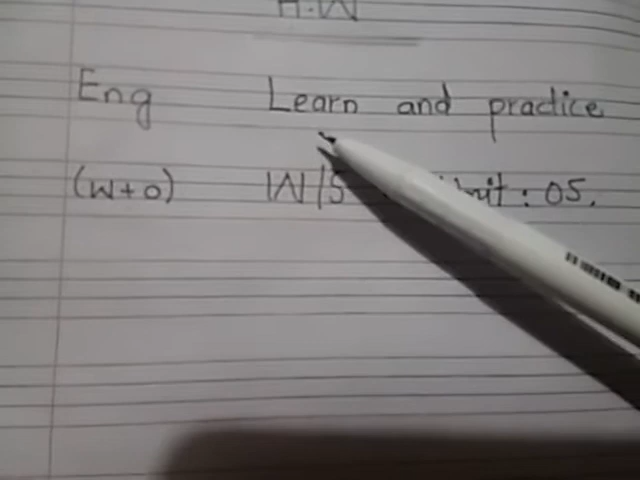 H.W
Eng Learn and practice
(W+O) W/S Unit : 05.